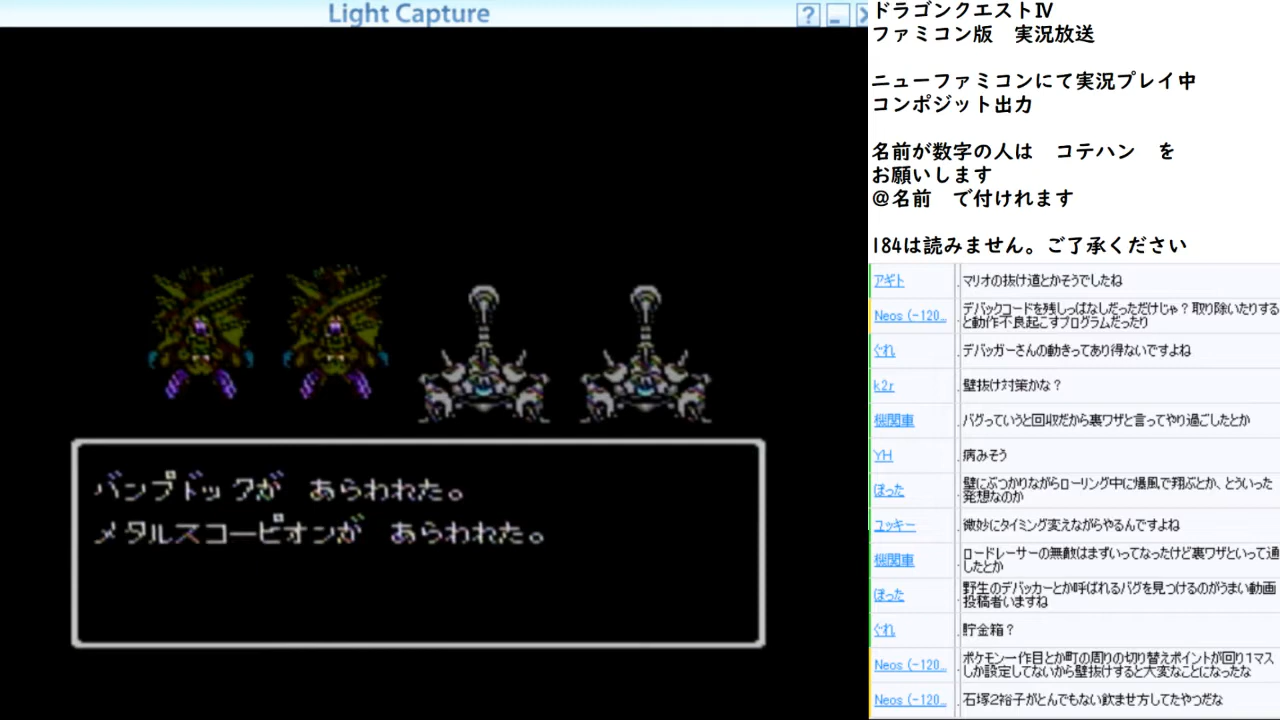 Light Capture
バンプドッグが　あらわれた。
メタルスコーピオンが　あらわれた。
ドラゴンクエストⅣ
ファミコン版　実況放送
ニューファミコンにて実況プレイ中
コンポジット出力
名前が数字の人は　コテハン　を
お願いします
＠名前　で付けれます
184は読みません。ご了承ください
アギト　マリオの抜け道とかそうでしたね
Neos (-120...　デバックコードを残しっぱなしだっただけじゃ？取り除いたりする
と動作不良起こすプログラムだったり
ぐれ　デバッガーさんの動きってあり得ないですよね
k2r　壁抜け対策かな？
機関車　バグっていうと回収だから裏ワザと言ってやり過ごしたとか
YH　病みそう
ぽった　壁にぶつかりながらローリング中に爆風で翔ぶとか、とういった
発想なのか
ユッキー　微妙にタイミング変えながらやるんですよね
機関車　ロードレーサーの無敵はまずいってなったけど裏ワザといって通
したとか
ぽった　野生のデバッカーとか呼ばれるバグを見つけるのがうまい動画
投稿者いますね
ぐれ　貯金箱？
Neos (-120...　ポケモン一作目とか町の周りの切り替えポイントが回り1マス
しか設定してないから壁抜けすると大変なことになったな
Neos (-120...　石塚2裕子がとんでもない飲ませ方してたやつだな